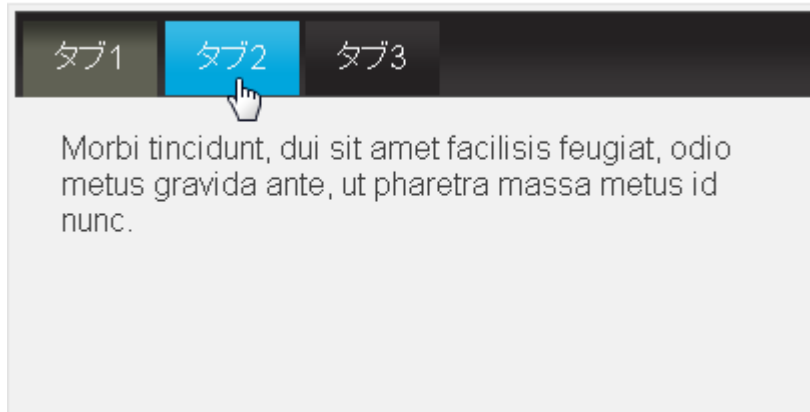 タブ1 タブ2 タブ3
Morbi tincidunt, dui sit amet facilisis feugiat, odio
metus gravida ante, ut pharetra massa metus id
nunc.